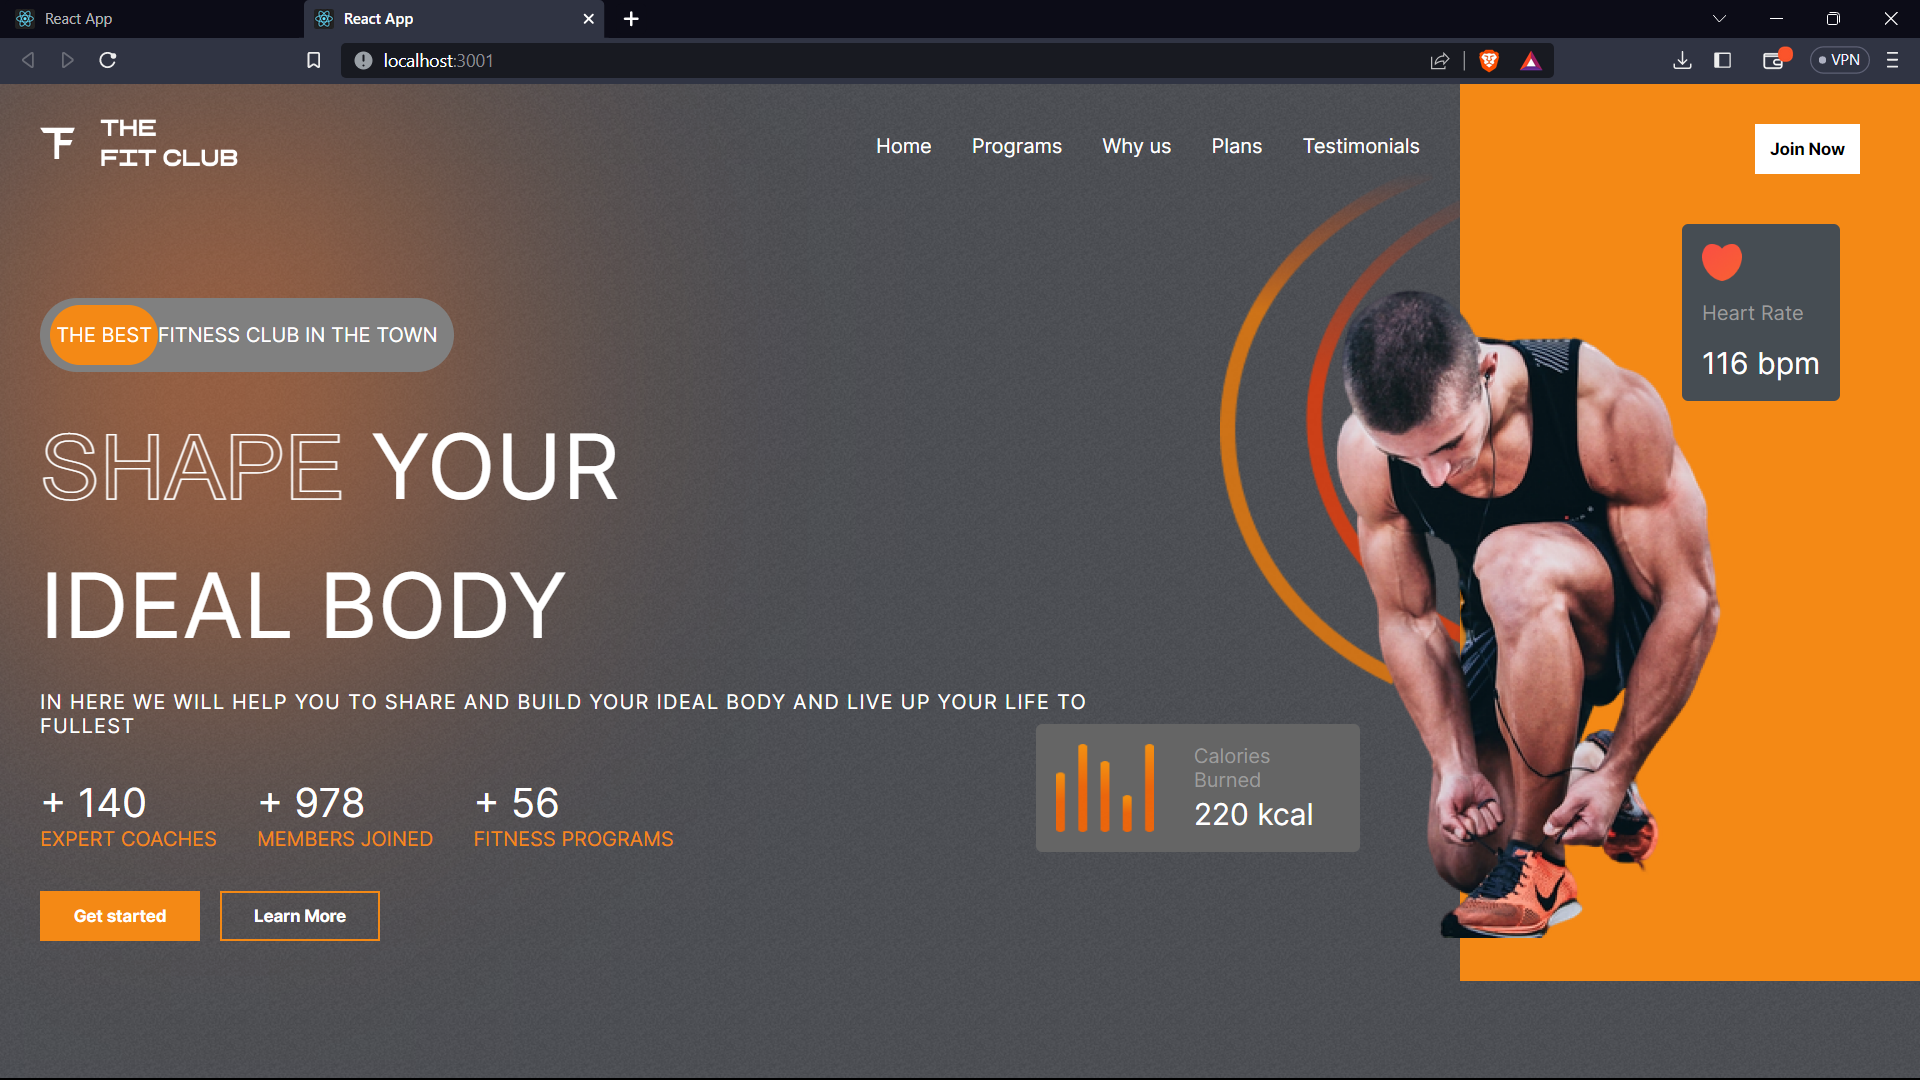 React App
React App
localhost:3001
VPN
THE
FIT CLUB
Home Programs Why us Plans Testimonials
Join Now
Heart Rate
116 bpm
THE BEST FITNESS CLUB IN THE TOWN
SHAPE YOUR
IDEAL BODY
IN HERE WE WILL HELP YOU TO SHARE AND BUILD YOUR IDEAL BODY AND LIVE UP YOUR LIFE TO
FULLEST
Calories
Burned
220 kcal
+ 140
EXPERT COACHES
+ 978
MEMBERS JOINED
+ 56
FITNESS PROGRAMS
Get started
Learn More